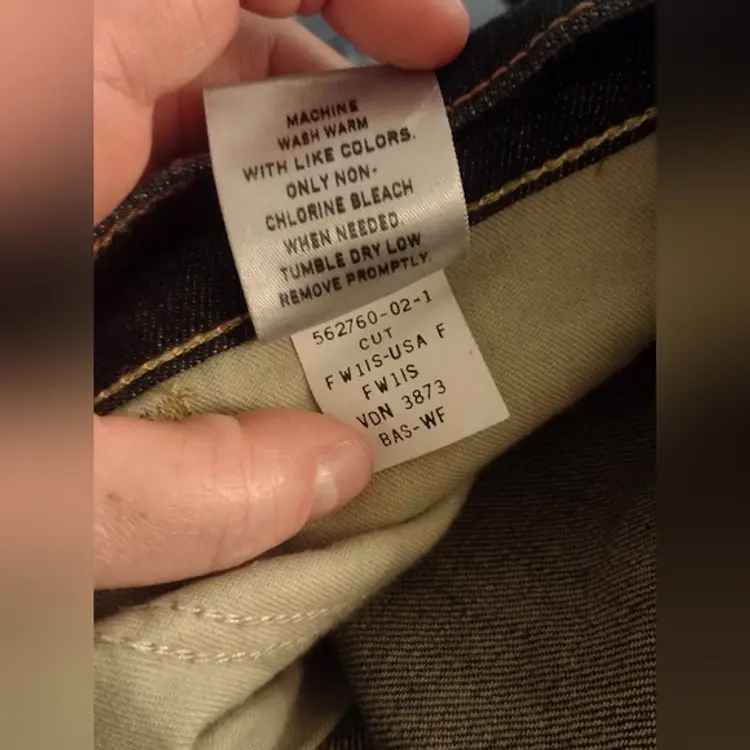 MACHINE
WASH WARM
WITH LIKE COLORS.
ONLY NON-
CHLORINE BLEACH
WHEN NEEDED.
TUMBLE DRY LOW
REMOVE PROMPTLY.
562760-02-1
CUT
FW11S-USA F
FW11S
VDN 3873
BAS-WF